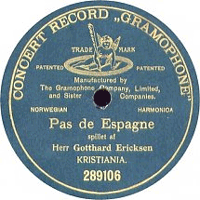 CONCERT RECORD "GRAMOPHONE"
TRADE MARK
PATENTED PATENTED
Manufactured by
The Gramophone Company, Limited,
and Sister Companies.
NORWEGIAN HARMONICA
Pas de Espagne
spillet af
Herr Gotthard Ericksen
KRISTIANIA.
289106